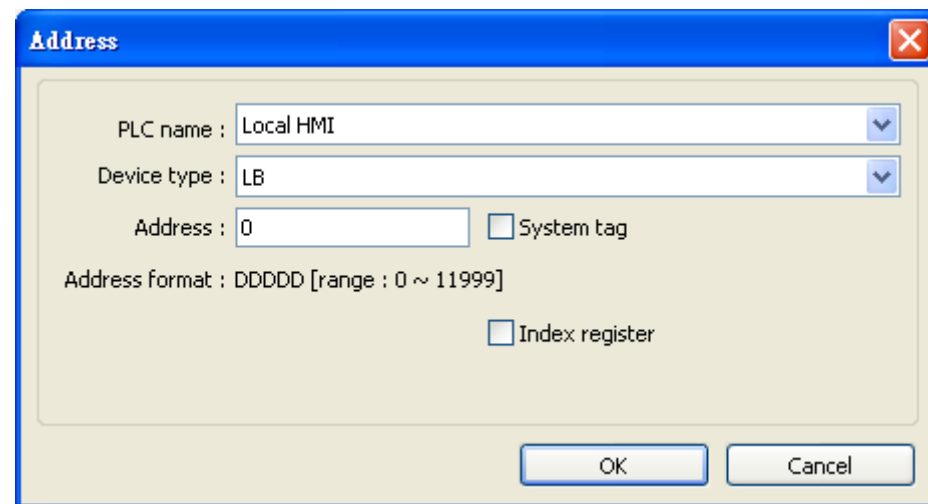 Address
PLC name : Local HMI
Device type : LB
Address : 0 System tag
Address format : DDDDD [range : 0 ~ 11999]
Index register
OK Cancel